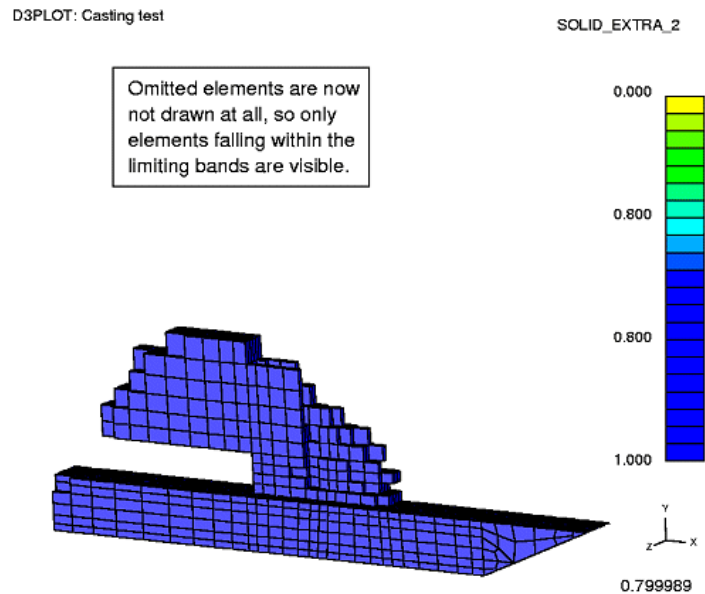 D3PLOT: Casting test
SOLID_EXTRA_2
Omitted elements are now
not drawn at all, so only
elements falling within the
limiting bands are visible.
0.000
0.800
0.800
1.000
Y
Z
X
0.799989